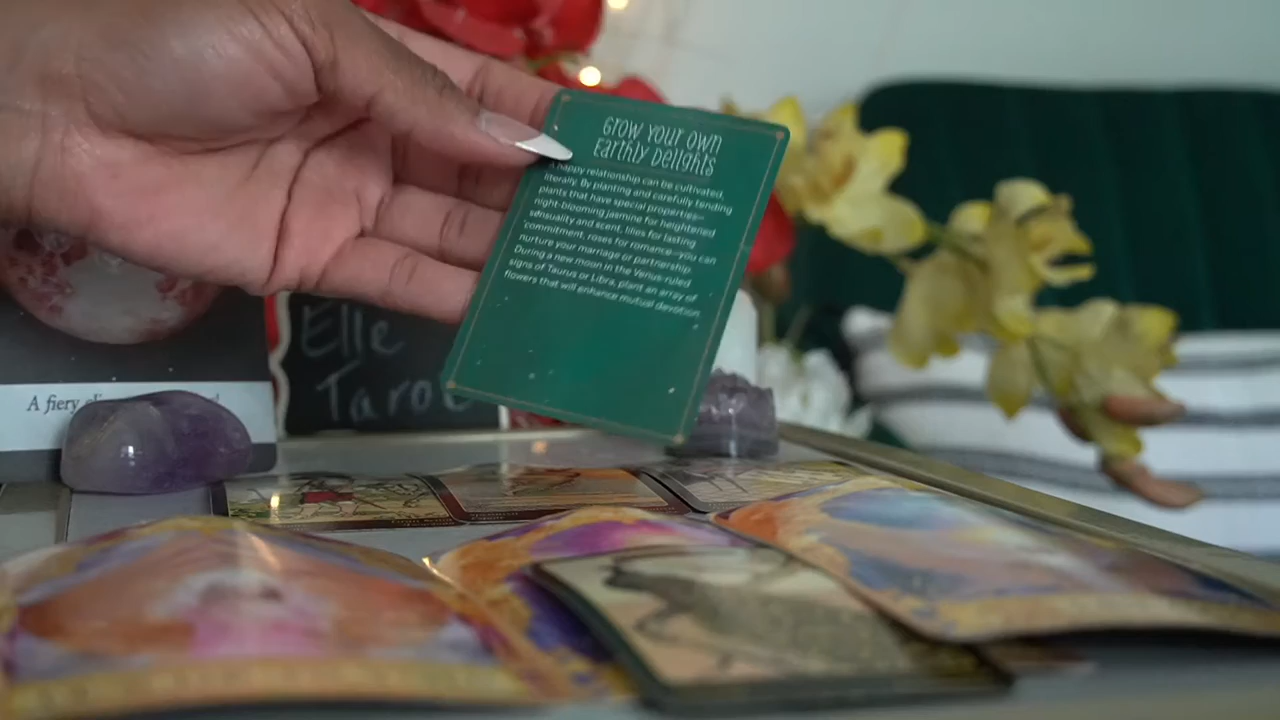 GROW YOUR OWN
EARTHLY DELIGHTS
A happy relationship can be cultivated,
literally. By planting and carefully tending
plants that have special properties—
night-blooming jasmine for heightened
sensuality and scent, lilies for lasting
commitment, roses for romance—you can
nurture your marriage or partnership.
During a new moon in the Venus-ruled
signs of Taurus or Libra, plant an array of
flowers that will enhance mutual devotion.
Elle
Tarot
A fiery